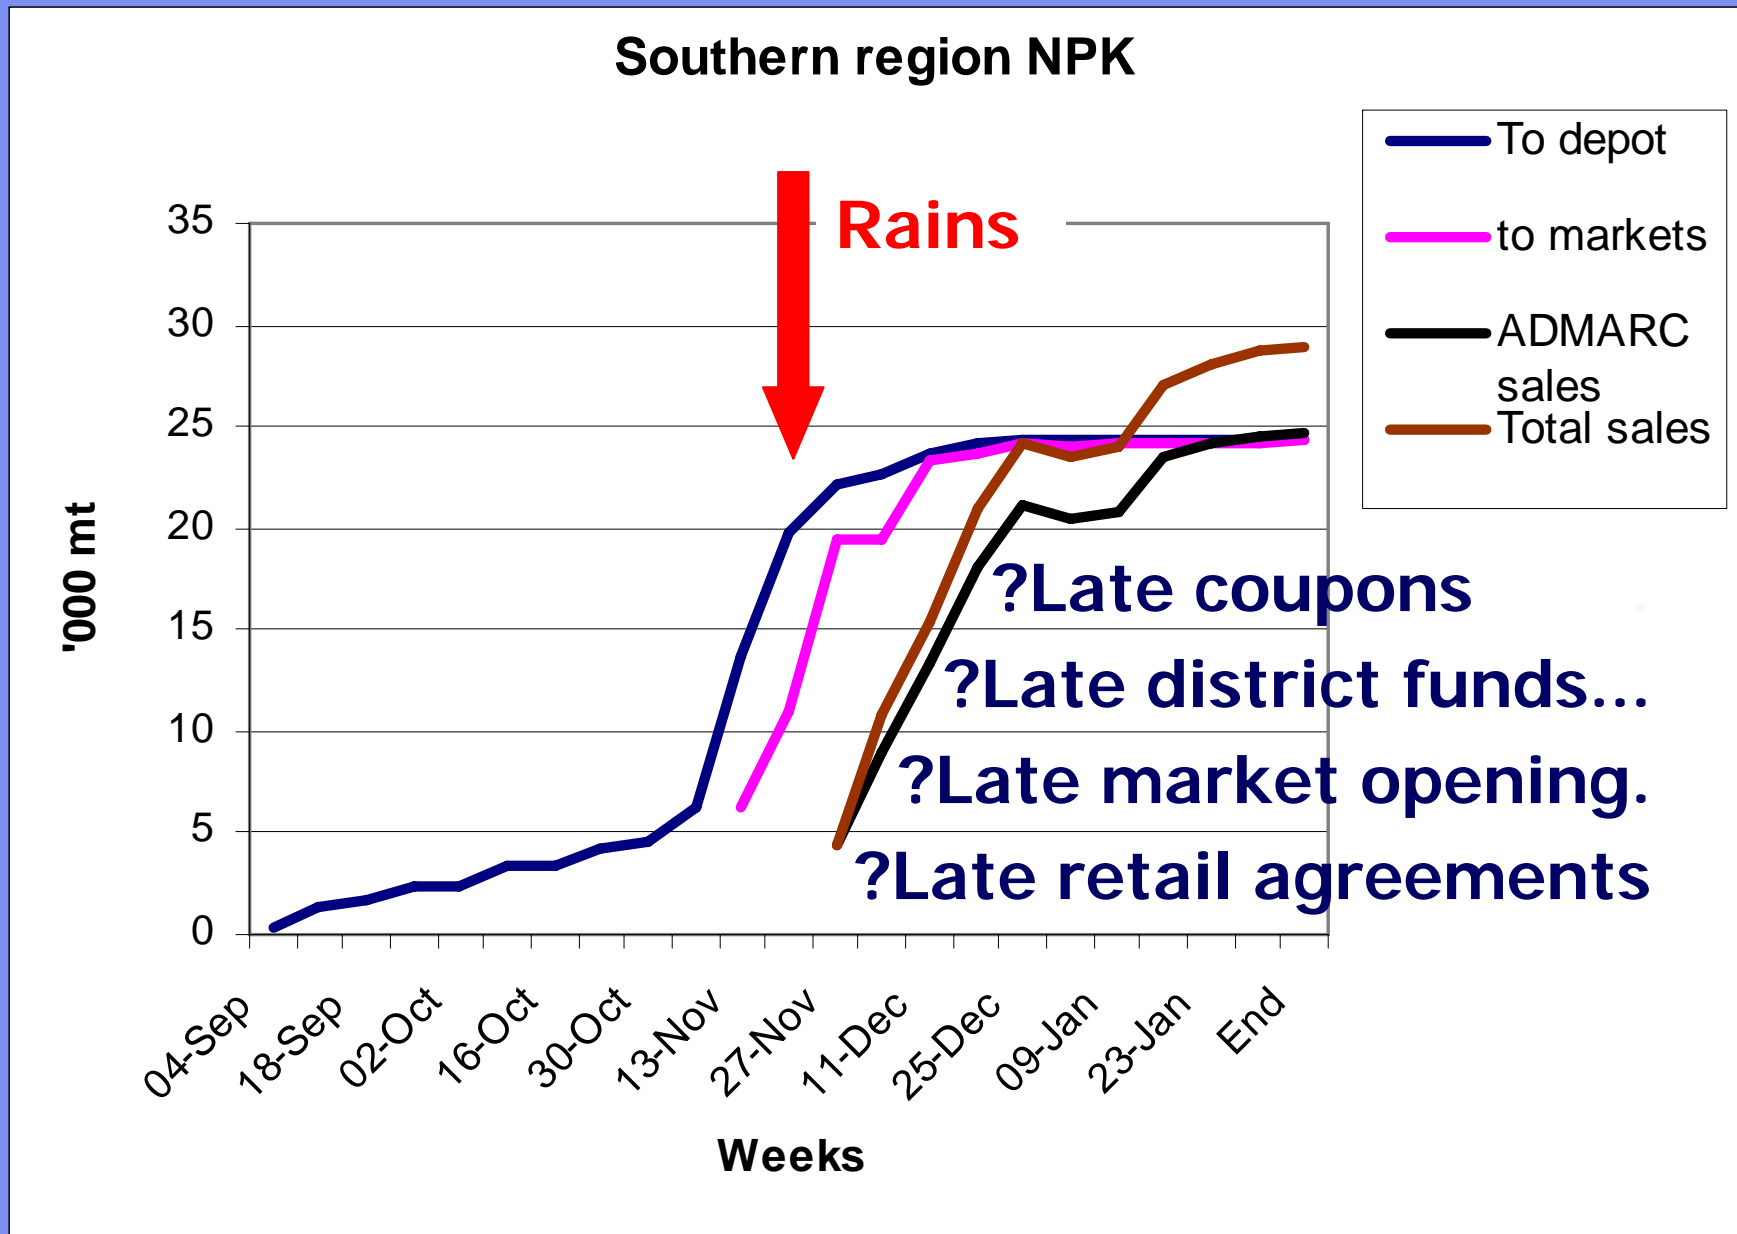 Southern region NPK
To depot
to markets
ADMARC
sales
Total sales
Rains
35
30
25
20
15
10
5
0
'000 mt
?Late coupons
?Late district funds...
?Late market opening.
?Late retail agreements
04-Sep
18-Sep
02-Oct
16-Oct
30-Oct
13-Nov
27-Nov
11-Dec
25-Dec
09-Jan
23-Jan
End
Weeks